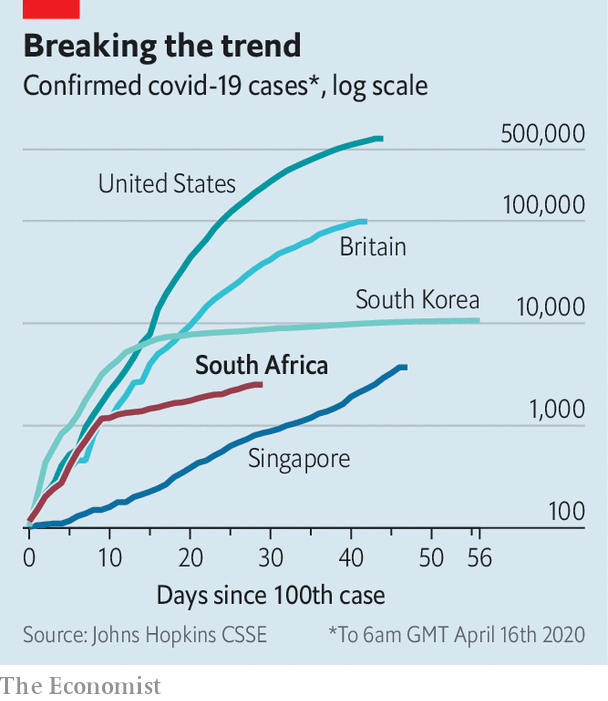 Breaking the trend
Confirmed covid-19 cases*, log scale
500,000
United States
100,000
Britain
South Korea
10,000
South Africa
1,000
Singapore
100
0 10 20 30 40 50 56
Days since 100th case
Source: Johns Hopkins CSSE *To 6am GMT April 16th 2020
The Economist